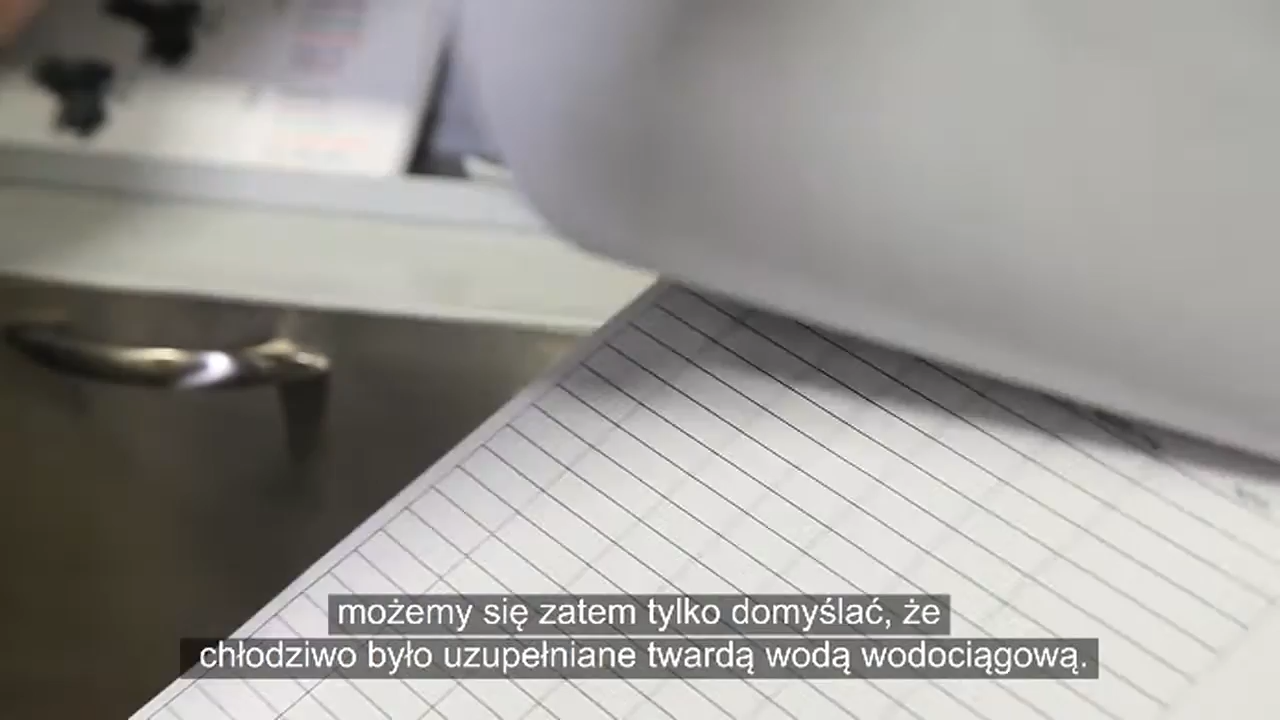 możemy się zatem tylko domyślać, że
chłodziwo było uzupełniane twardą wodą wodociągową.